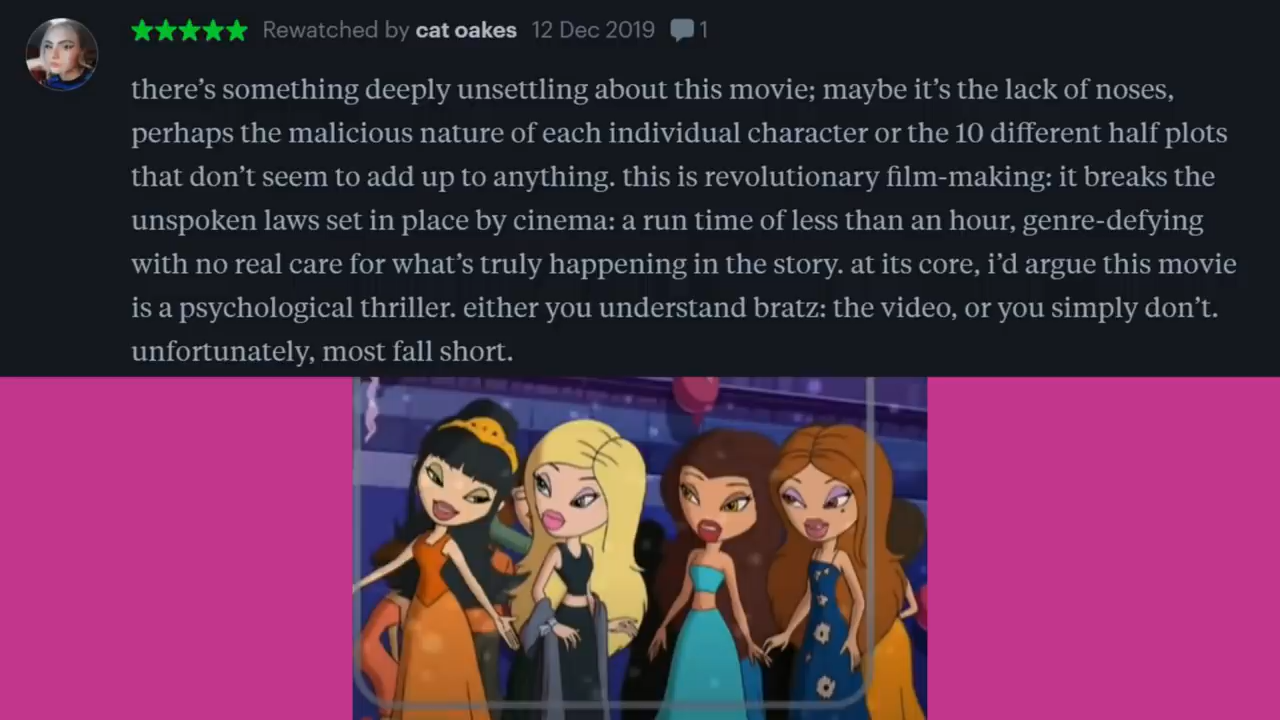 Rewatched by cat oakes 12 Dec 2019 1
there’s something deeply unsettling about this movie; maybe it’s the lack of noses,
perhaps the malicious nature of each individual character or the 10 different half plots
that don’t seem to add up to anything. this is revolutionary film-making: it breaks the
unspoken laws set in place by cinema: a run time of less than an hour, genre-defying
with no real care for what’s truly happening in the story. at its core, i’d argue this movie
is a psychological thriller. either you understand bratz: the video, or you simply don’t.
unfortunately, most fall short.